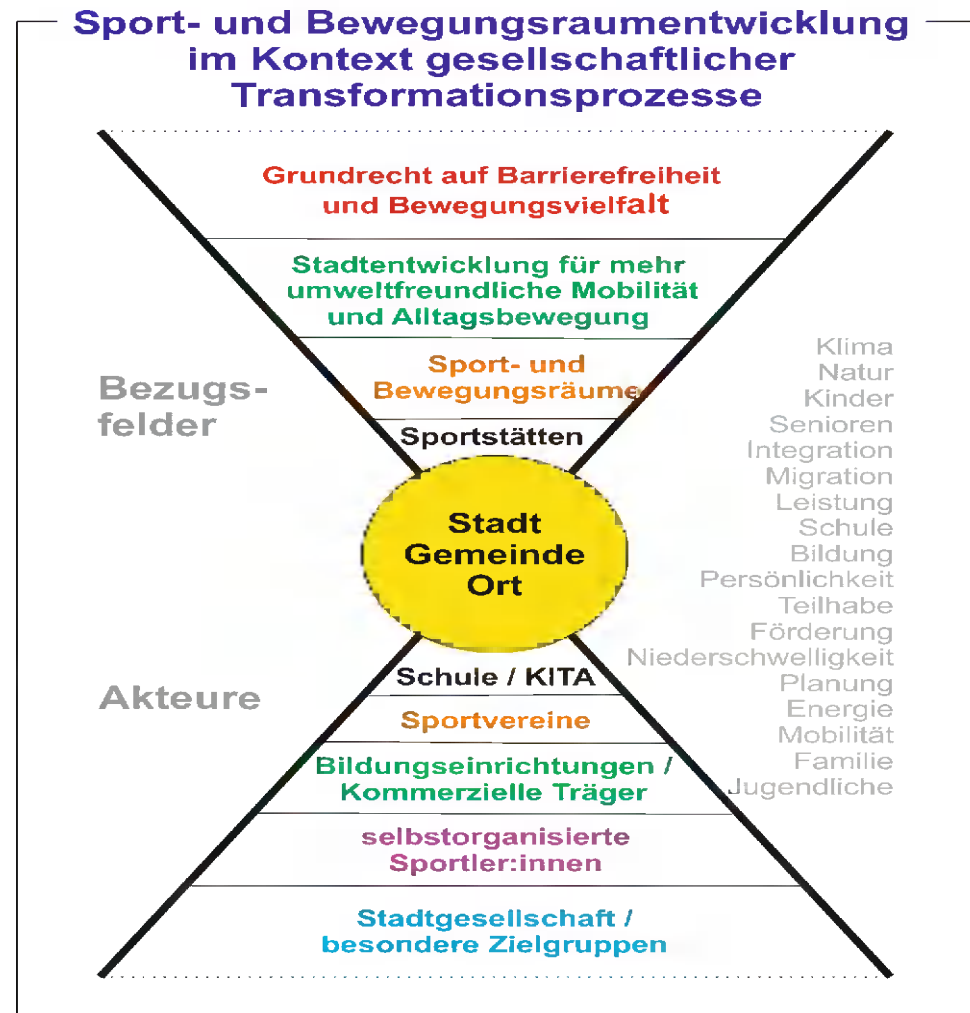 Sport- und Bewegungsraumentwicklung
im Kontext gesellschaftlicher
Transformationsprozesse
Grundrecht auf Barrierefreiheit
und Bewegungsvielfalt
Stadtentwicklung für mehr
umweltfreundliche Mobilität
und Alltagsbewegung
Sport- und
Bewegungsräume
Sportstätten
Bezugs-
felder
Stadt
Gemeinde
Ort
Akteure
Schule / KITA
Sportvereine
Bildungseinrichtungen /
Kommerzielle Träger
selbstorganisierte
Sportler:innen
Stadtgesellschaft /
besondere Zielgruppen
Klima
Natur
Kinder
Senioren
Integration
Migration
Leistung
Schule
Bildung
Persönlichkeit
Teilhabe
Förderung
Niederschwelligkeit
Planung
Energie
Mobilität
Familie
Jugendliche